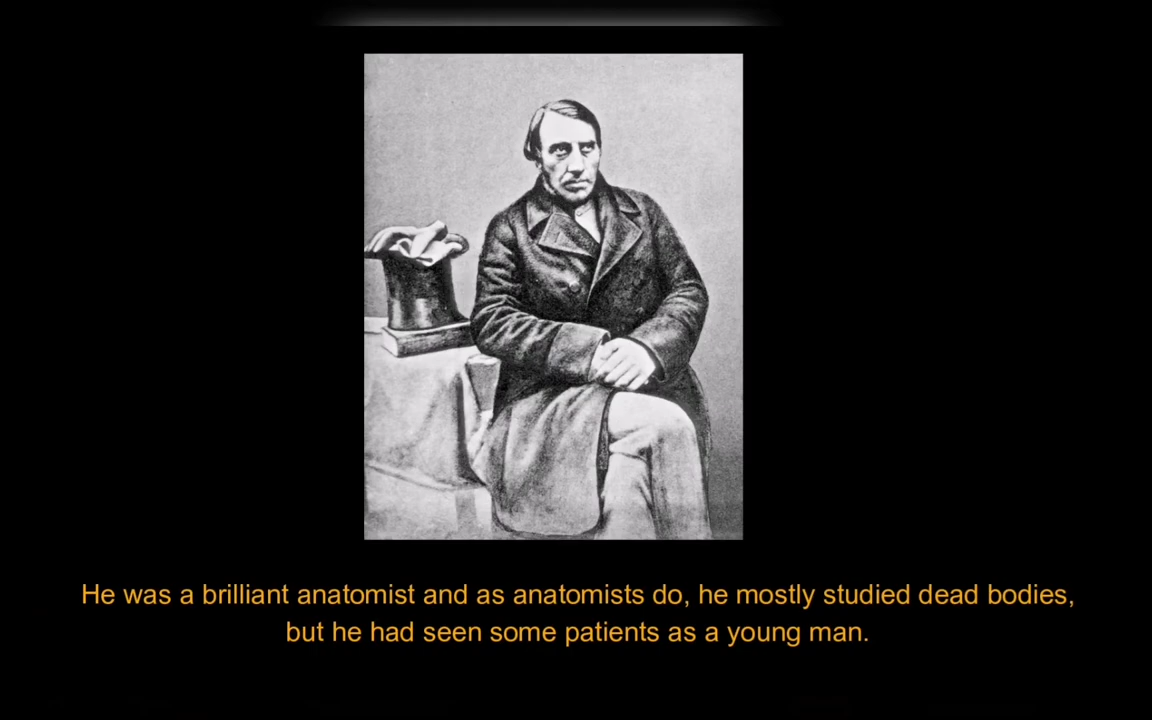 He was a brilliant anatomist and as anatomists do, he mostly studied dead bodies,
but he had seen some patients as a young man.